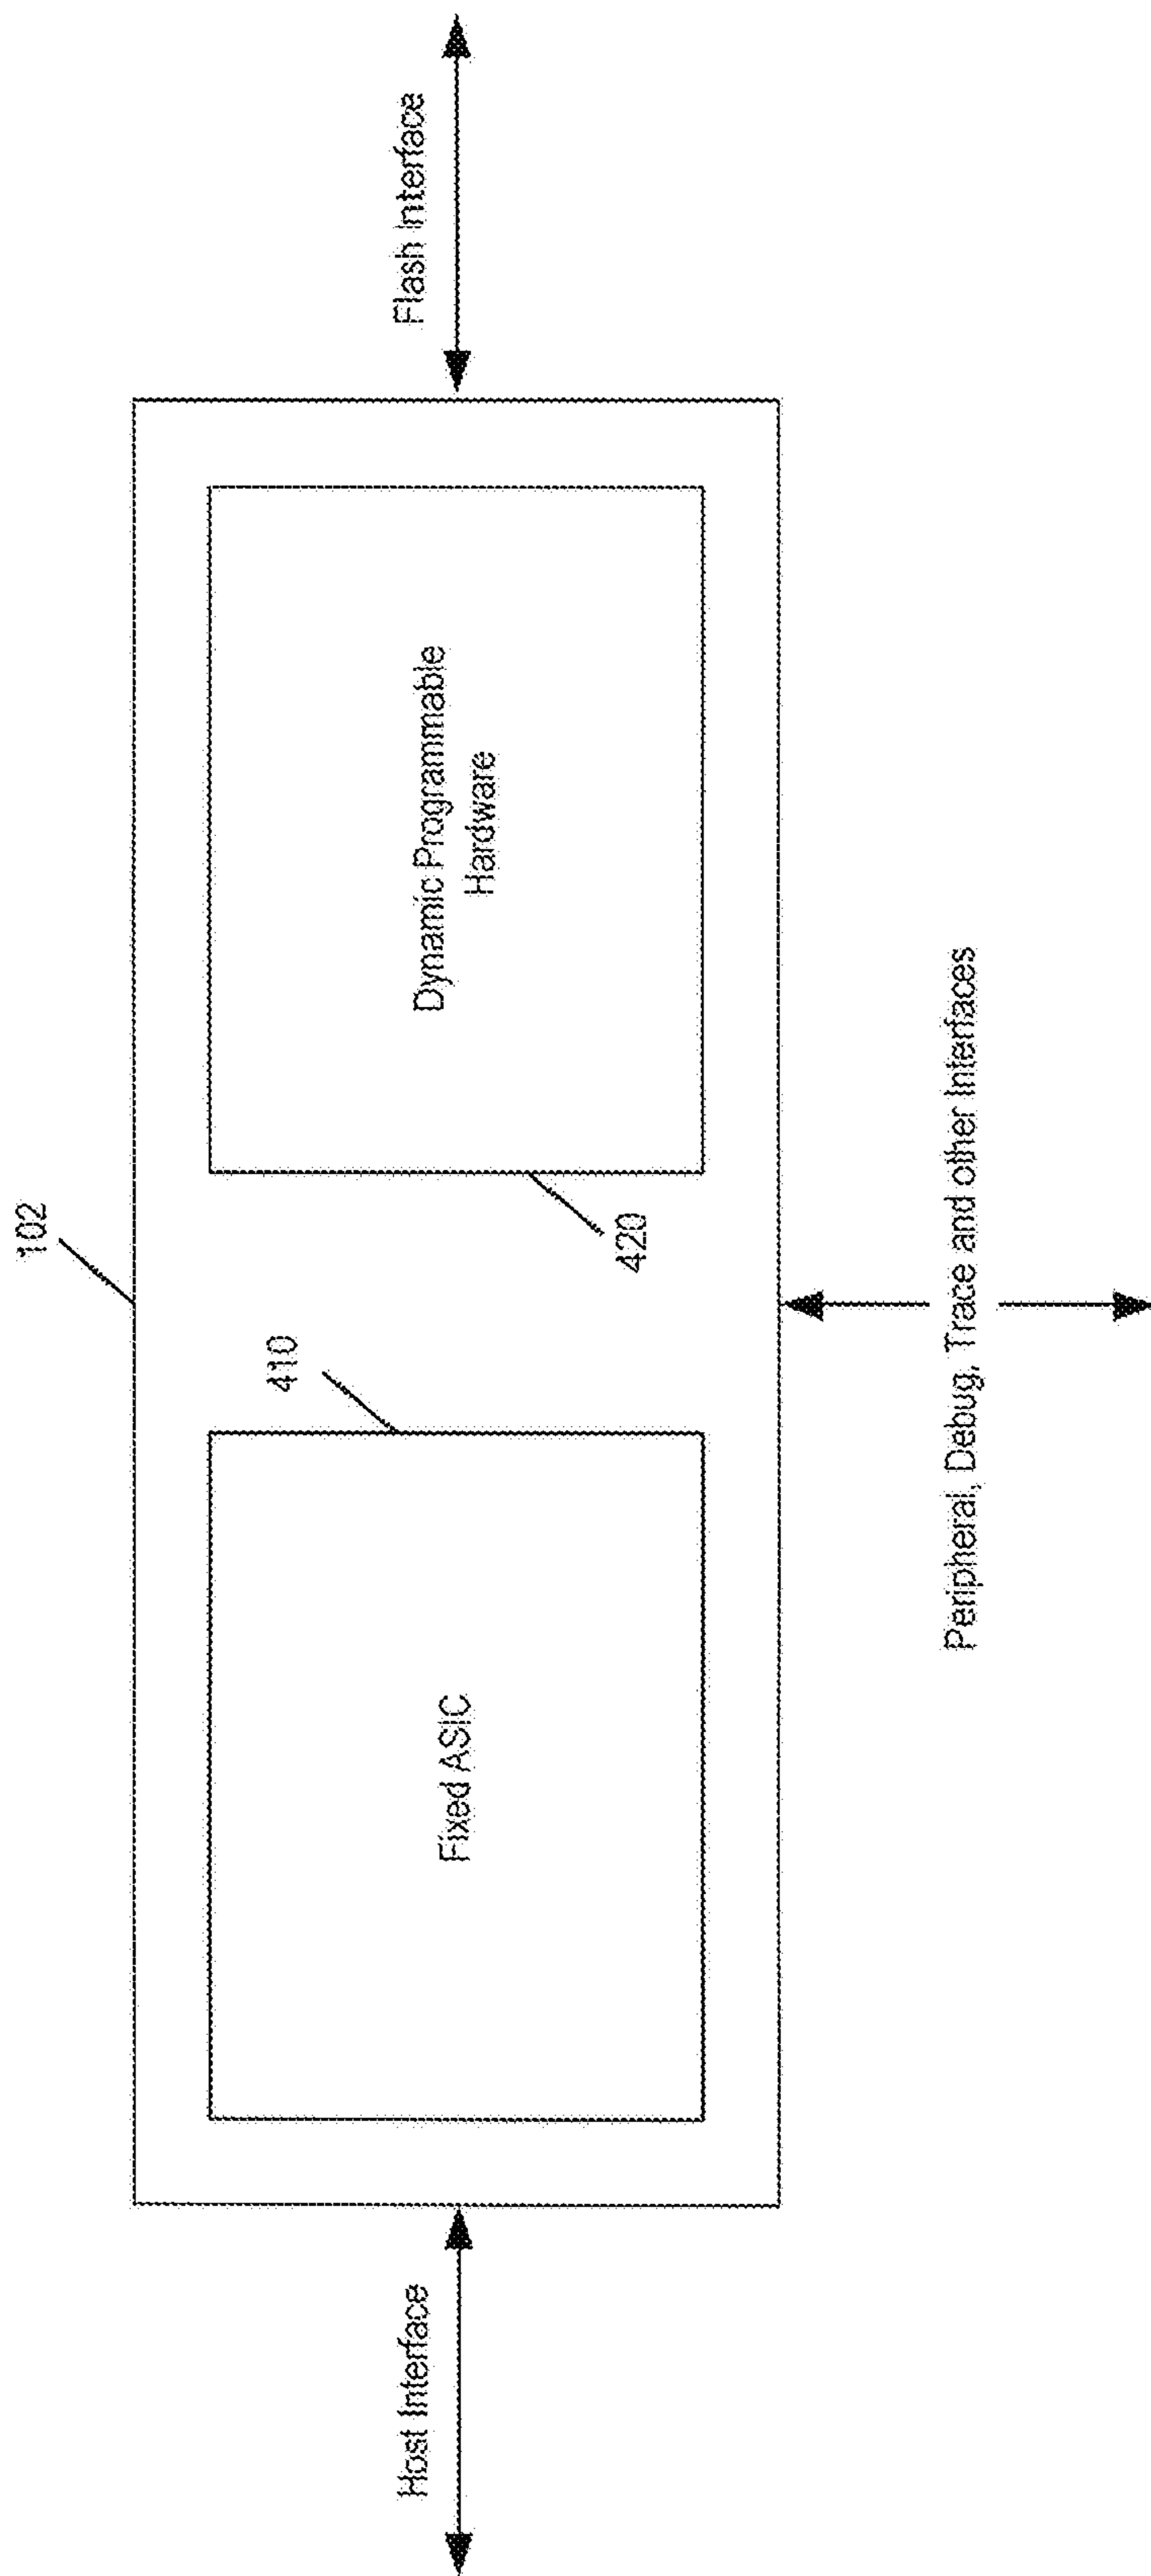 102
Host Interface
Flash Interface
410
420
Fixed ASIC
Dynamic Programmable
Hardware
Peripheral, Debug, Trace and other Interfaces